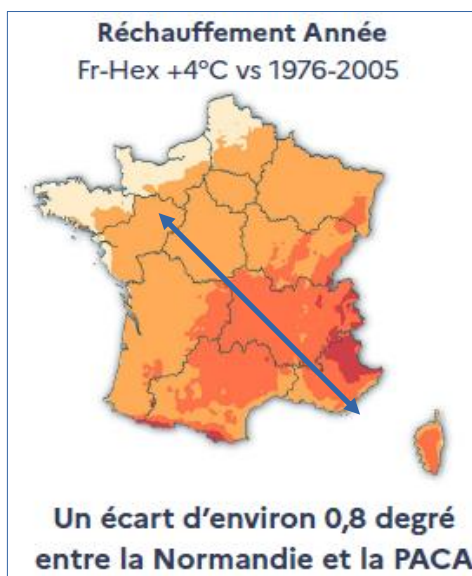 Réchauffement Année
Fr-Hex +4°C vs 1976-2005
Un écart d'environ 0,8 degré
entre la Normandie et la PACA